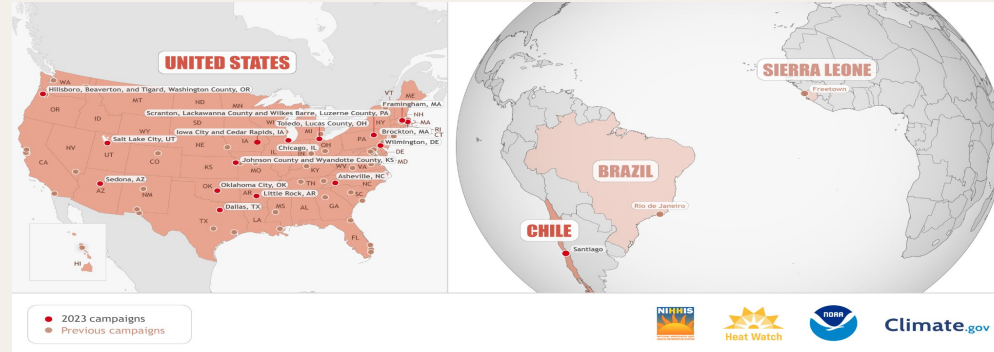 UNITED STATES
WA
Hillsboro, Beaverton, and Tigard, Washington County, OR
OR
MT
ND
MN
VT
ME
Framingham, MA
ID
Scranton, Lackawanna County and Wilkes Barre, Luzerne County, PA
NH
SD
WI
Toledo, Lucas County, OH
NY
MA
WY
Iowa City and Cedar Rapids, IA
MI
Brockton, MA
RI
CT
Salt Lake City, UT
NE
IA
Chicago, IL
OH
PA
Wilmington, DE
NV
UT
CO
IL
IN
DE
CA
KS
Johnson County and Wyandotte County, KS
MD
MO
KY
WV
VA
Sedona, AZ
Asheville, NC
AZ
NM
OK
Oklahoma City, OK
TN
NC
AR
Little Rock, AR
SC
Dallas, TX
MS
AL
GA
TX
LA
FL
HI
SIERRA LEONE
Freetown
BRAZIL
Rio de Janeiro
CHILE
Santiago
2023 campaigns
Previous campaigns
NIHHIS
Heat Watch
NOAA
Climate.gov